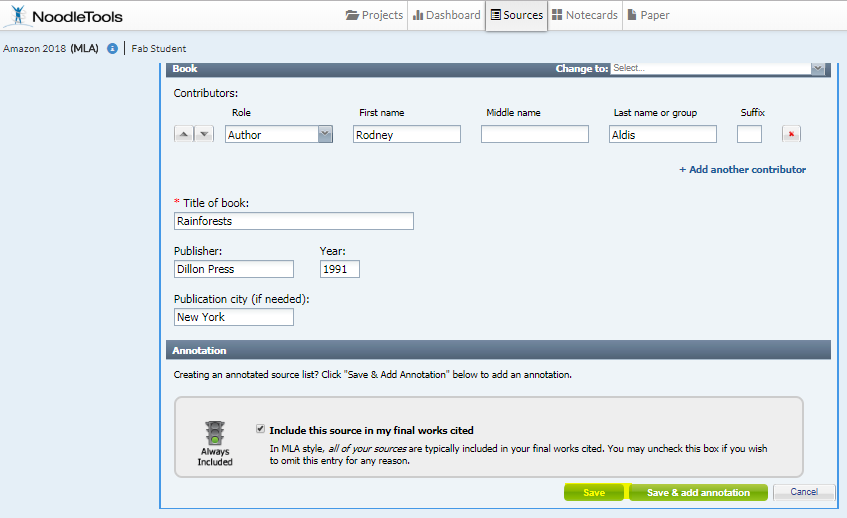 NoodleTools
Projects Dashboard Sources Notecards Paper
Amazon 2018 (MLA) Fab Student
Book Change to: Select...
Contributors:
Role First name Middle name Last name or group Suffix
Author Rodney Aldis
+ Add another contributor
* Title of book:
Rainforests
Publisher: Year:
Dillon Press 1991
Publication city (if needed):
New York
Annotation
Creating an annotated source list? Click "Save & Add Annotation" below to add an annotation.
Include this source in my final works cited
In MLA style, all of your sources are typically included in your final works cited. You may uncheck this box if you wish
to omit this entry for any reason.
Always
Included
Save Save & add annotation Cancel